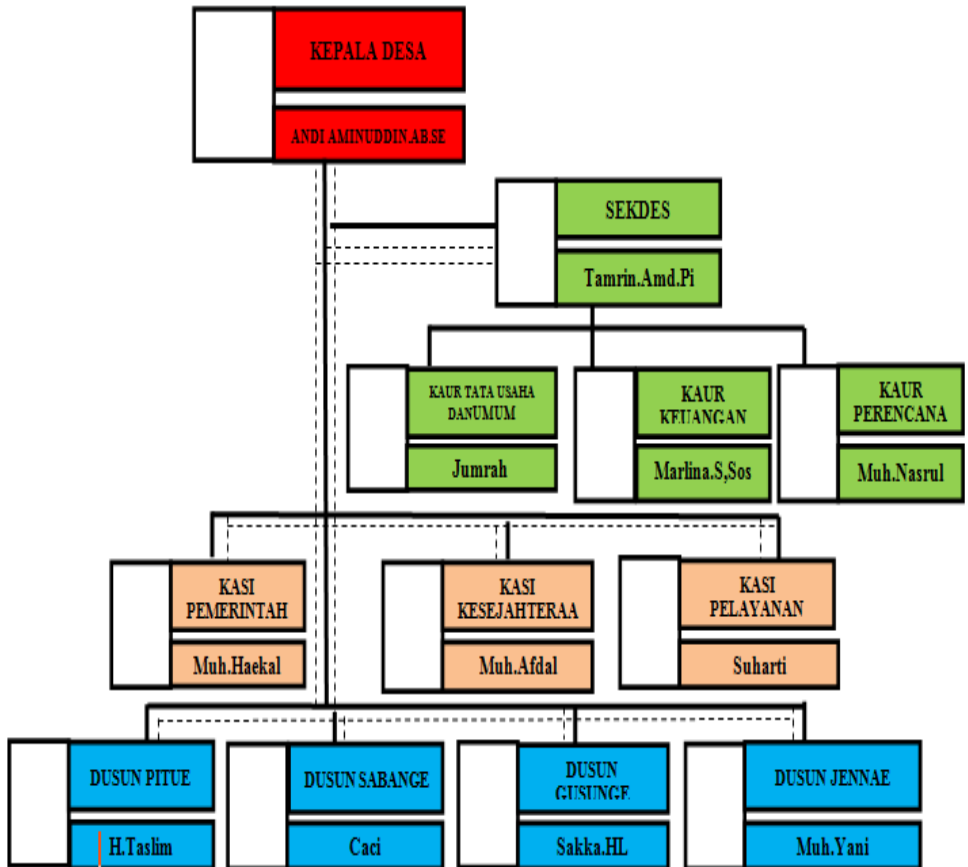 KEPALA DESA
ANDI AMINUDDIN.AB.SE
SEKDES
Tamrin.Amd.Pi
KAUR TATA USAHA
DANUMUM
Jumrah
KAUR
KEUANGAN
Marlina.S,Sos
KAUR
PERENCANA
Muh.Nasrul
KASI
PEMERINTAH
Muh.Haekal
KASI
KESEJAHTERAA
Muh.Afdal
KASI
PELAYANAN
Suharti
DUSUN PITUE
H.Taslim
DUSUN SABANGE
Caci
DUSUN
GUSUNGE
Sakka.HL
DUSUN JENNAE
Muh.Yani